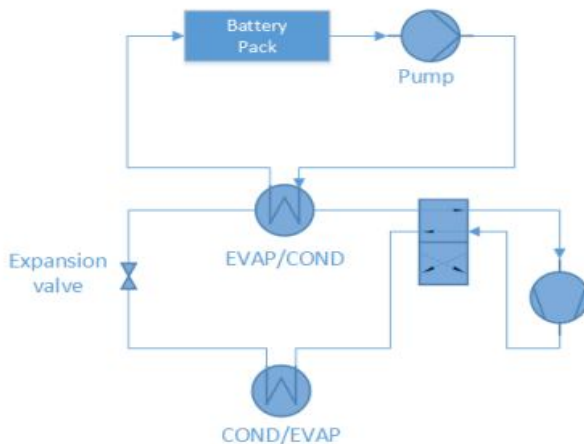 Battery
Pack
Pump
EVAP/COND
Expansion
valve
COND/EVAP